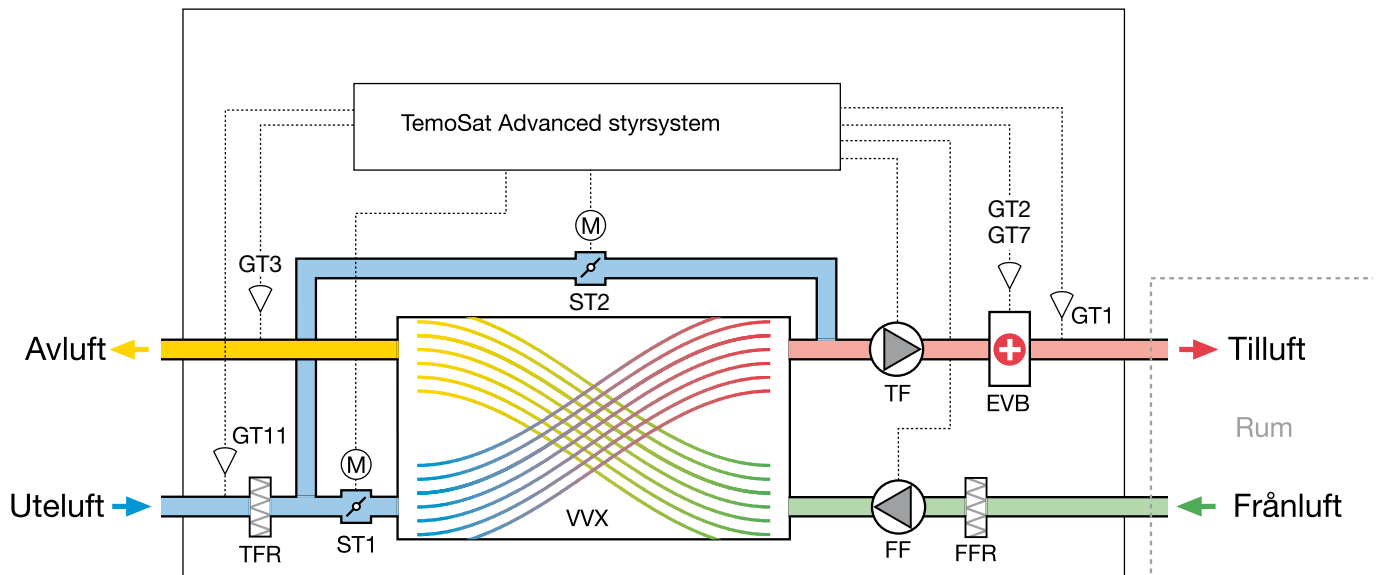 TemoSat Advanced styrsystem
M
GT2
GT7
GT3
ST2
GT1
Avluft
Tilluft
TF
EVB
GT11
Rum
M
Uteluft
Frånluft
VVX
TFR
ST1
FF
FFR